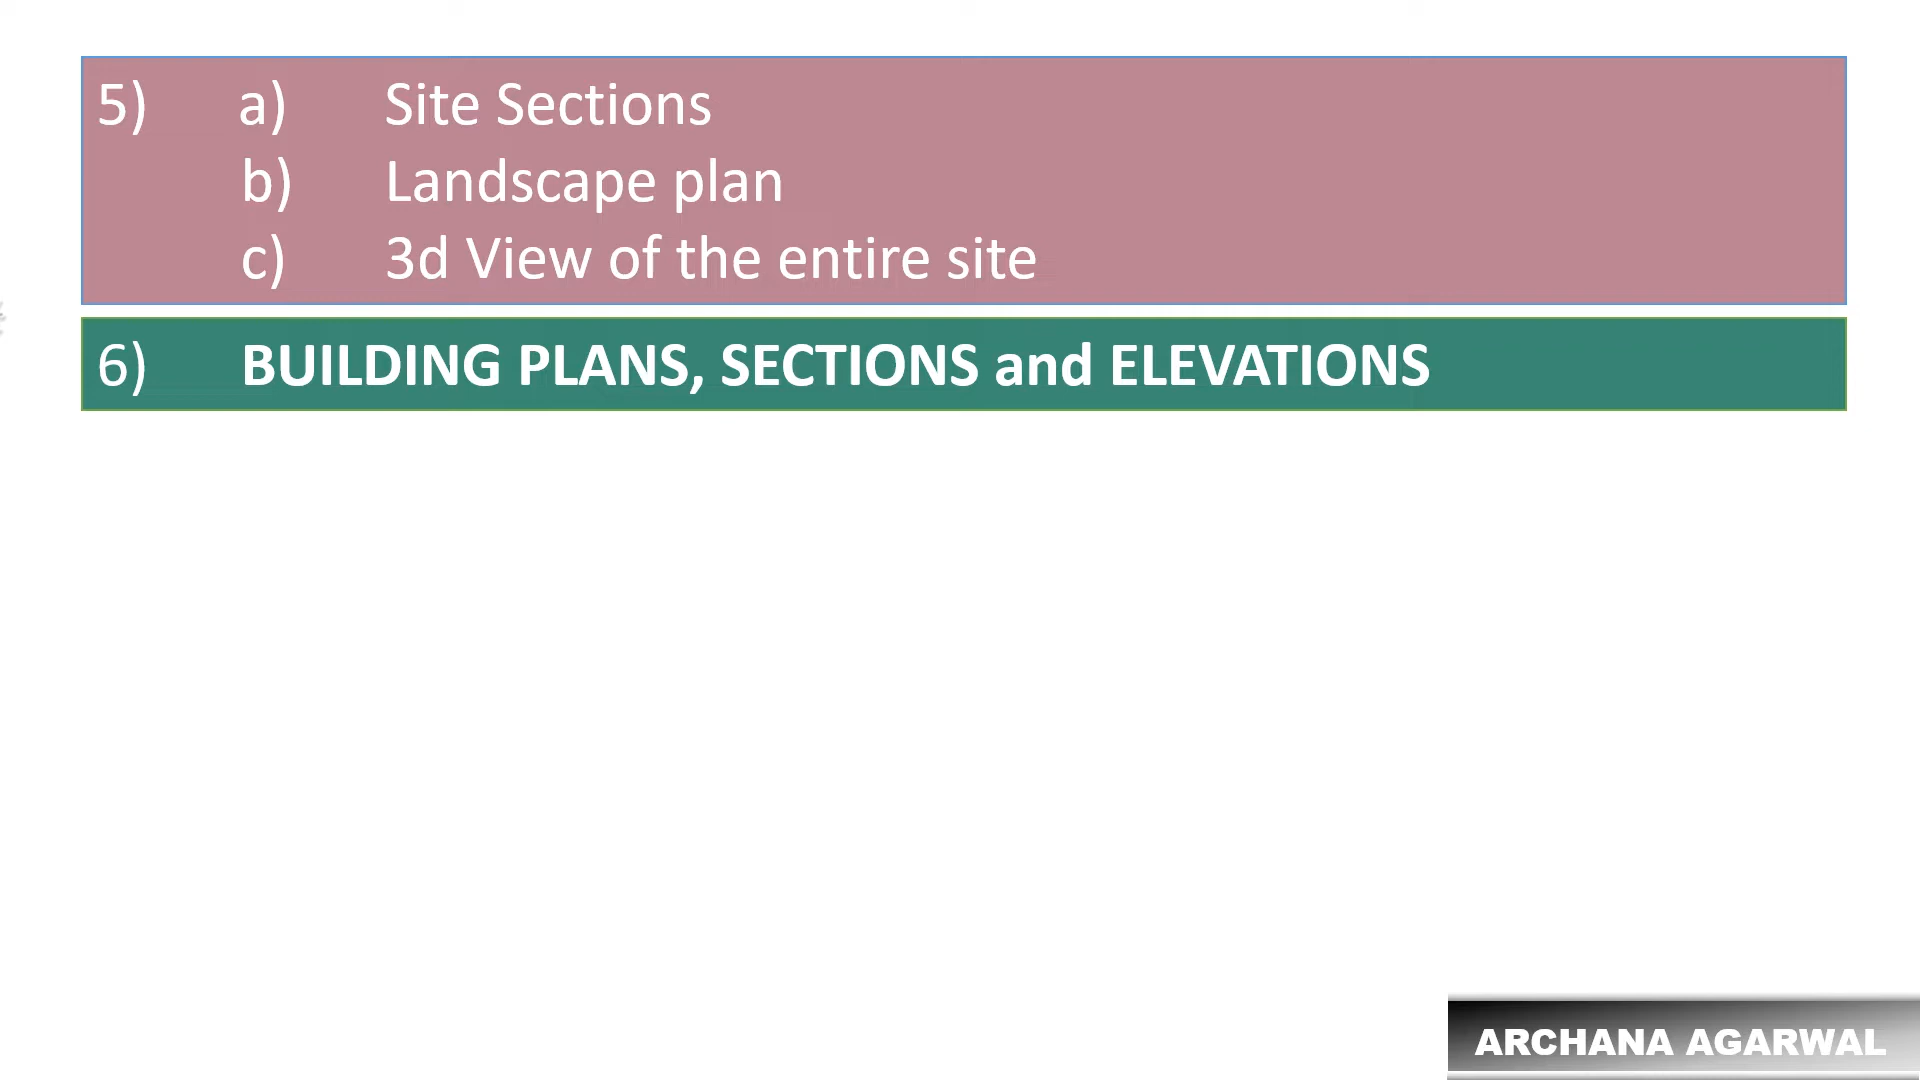 5) a) Site Sections
b) Landscape plan
c) 3d View of the entire site
6) BUILDING PLANS, SECTIONS and ELEVATIONS
ARCHANA AGARWAL